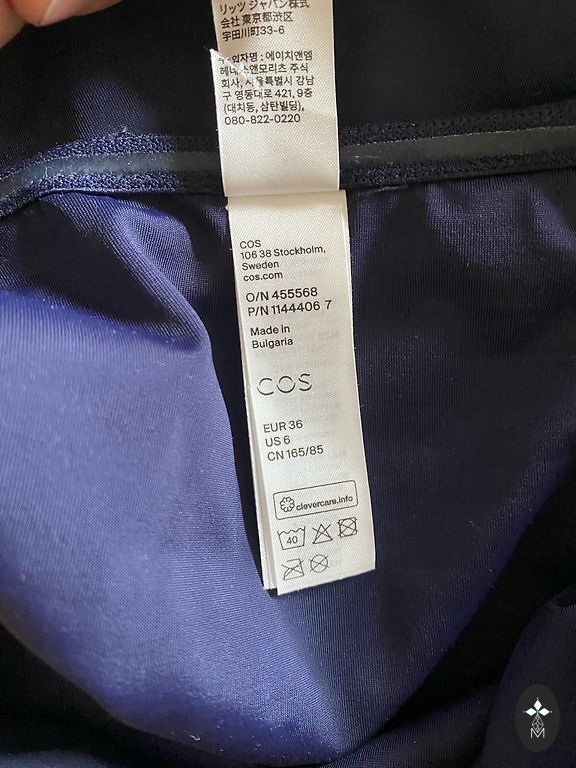 リッツ ジャパン株式
会社 東京都渋谷区
宇田川町33-6
수입자명: 에이치앤엠
헤네스앤모리츠 주식
회사, 서울특별시 강남
구 영동대로 421, 9층
(대치동, 삼탄빌딩),
080-822-0220
COS
106 38 Stockholm,
Sweden
cos.com
O/N 455568
P/N 1144406 7
Made in
Bulgaria
COS
EUR 36
US 6
CN 165/85
clevercare.info
40
M